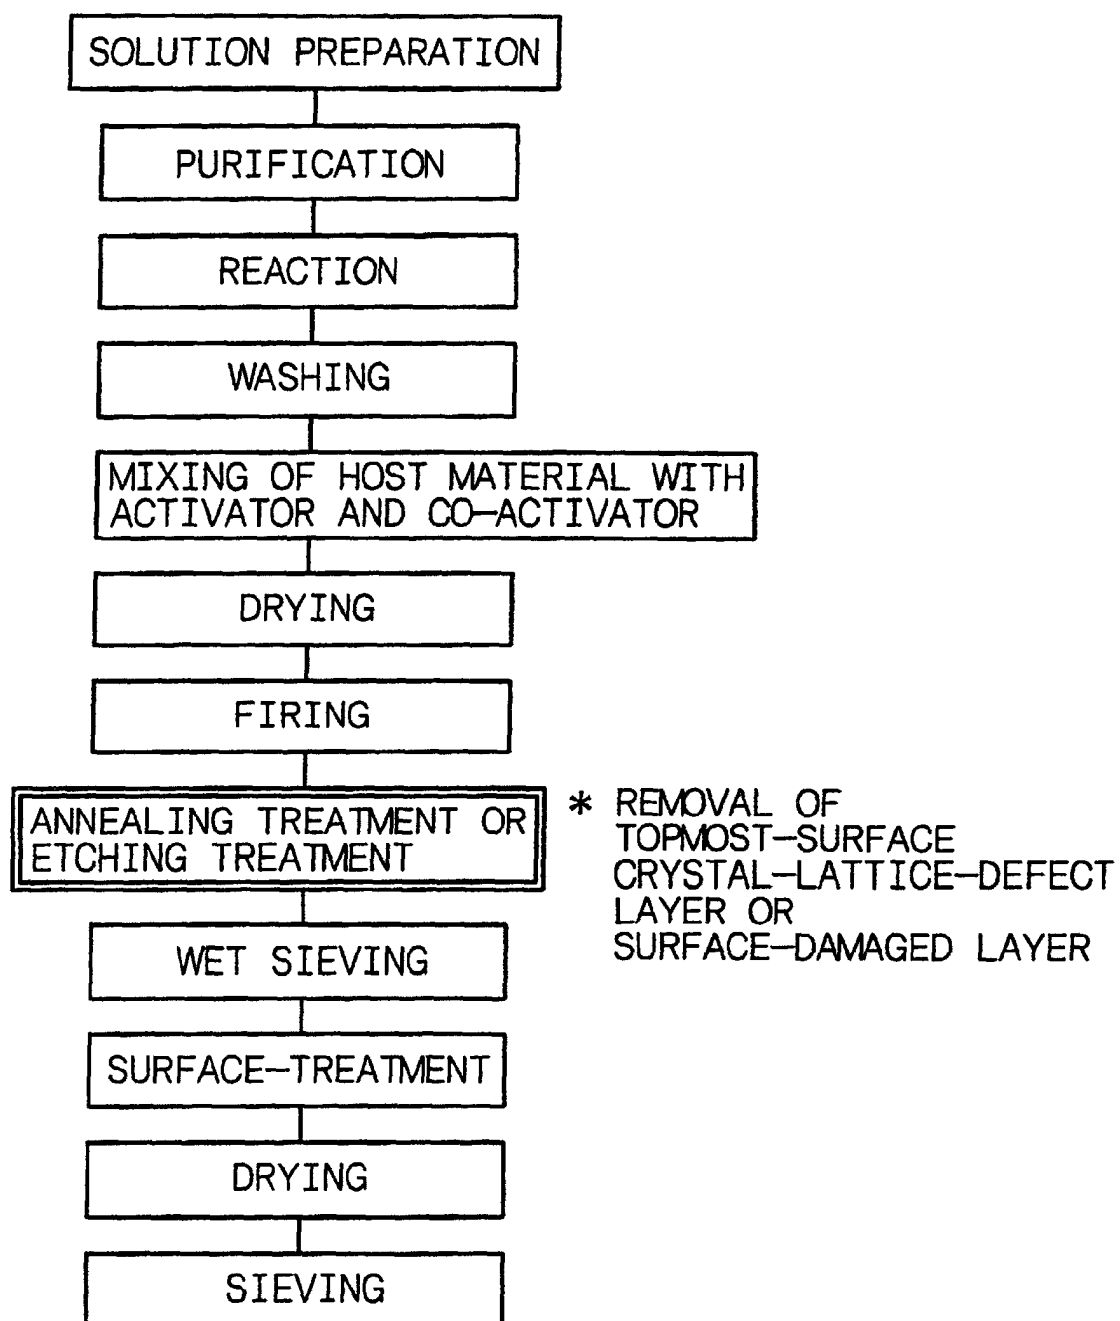 SOLUTION PREPARATION
PURIFICATION
REACTION
WASHING
MIXING OF HOST MATERIAL WITH
ACTIVATOR AND CO-ACTIVATOR
DRYING
FIRING
ANNEALING TREATMENT OR
ETCHING TREATMENT
* REMOVAL OF
TOPMOST-SURFACE
CRYSTAL-LATTICE-DEFECT
LAYER OR
SURFACE-DAMAGED LAYER
WET SIEVING
SURFACE-TREATMENT
DRYING
SIEVING